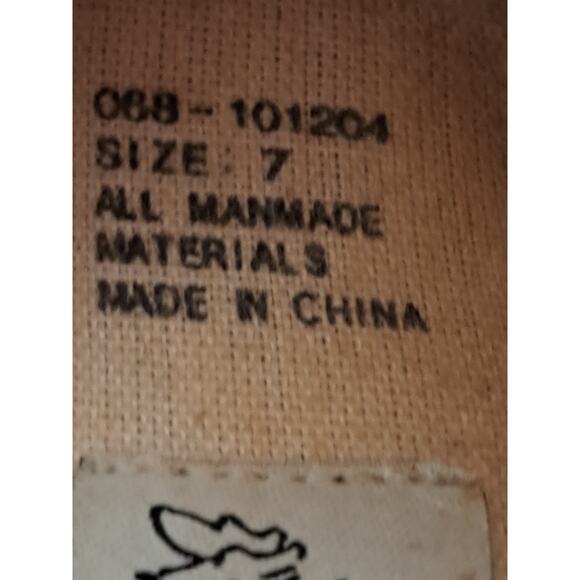 068-101204
SIZE: 7
ALL MANMADE
MATERIALS
MADE IN CHINA